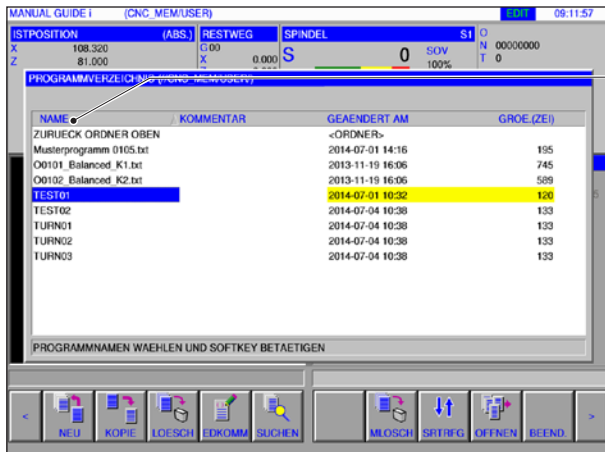 MANUAL GUIDE i (CNC_MEM/USER) EDIT 09:11:57
ISTPOSITION (ABS.) RESTWEG SPINDEL S1 O
X 108.320 G00 S 0 SOV N 00000000
Z 81.000 X 0.000 100% T 0
PROGRAMMVERZEICHNIS (//CNC_MEM/USER/)
NAME KOMMENTAR GEAENDERT AM GROE.(ZEI)
ZURUECK ORDNER OBEN <ORDNER>
Musterprogramm 0105.txt 2014-07-01 14:16 195
O0101_Balanced_K1.txt 2013-11-19 16:06 745
O0102_Balanced_K2.txt 2013-11-19 16:06 589
TEST01 2014-07-01 10:32 120
TEST02 2014-07-04 10:38 133
TURN01 2014-07-04 10:38 133
TURN02 2014-07-04 10:38 133
TURN03 2014-07-04 10:38 133
PROGRAMMNAMEN WAEHLEN UND SOFTKEY BETAETIGEN
< NEU KOPIE LOESCH EDKOMM SUCHEN MLOSCH SRTRFG OFFNEN BEEND. >